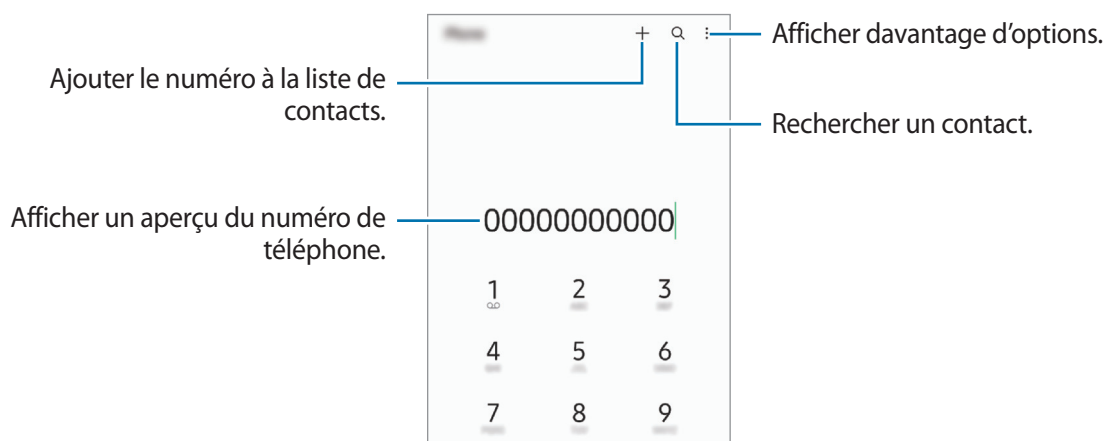 Afficher davantage d'options.
Ajouter le numéro à la liste de
contacts.
Rechercher un contact.
Afficher un aperçu du numéro de
téléphone.
00000000000
1 2 3
4 5 6
7 8 9